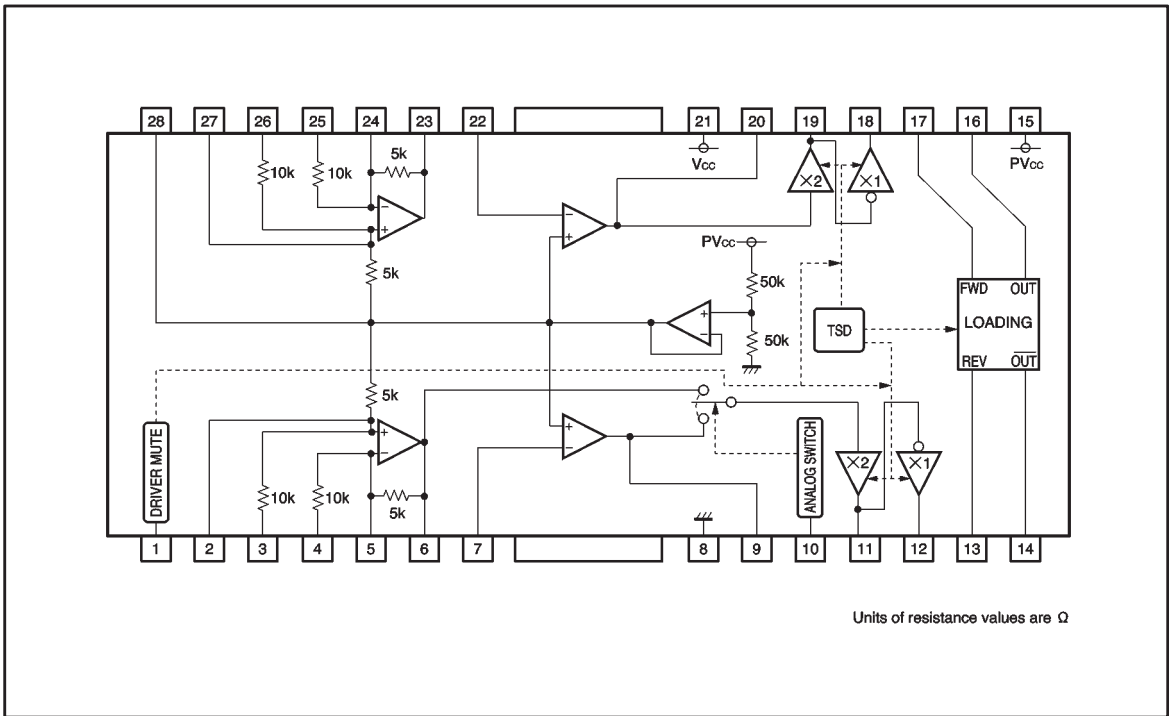 28 27 26 25 24 23 22 21 20 19 18 17 16 15
5k
10k 10k
VCC
PVCC
×2 ×1
−
+
−
+
5k
PVCC
50k
+
−
50k
TSD
FWD OUT
LOADING
REV O̅U̅T̅
5k
DRIVER MUTE
+
−
+
−
10k 10k
5k
ANALOG SWITCH
×2 ×1
1 2 3 4 5 6 7 8 9 10 11 12 13 14
Units of resistance values are Ω